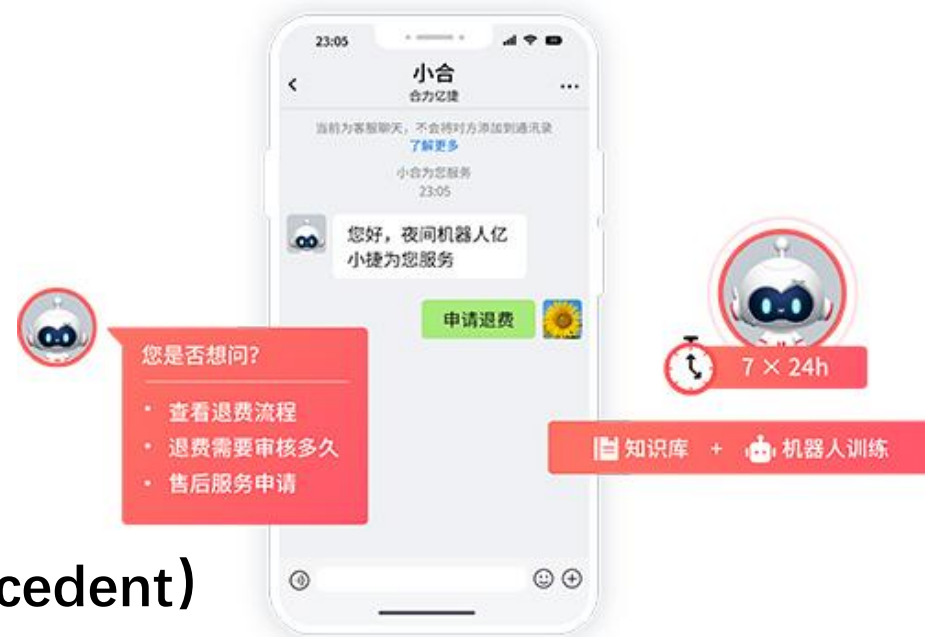 23:05
小合
合力亿捷
当前为客服聊天，不会将对方添加到通讯录
了解更多
小合为您服务
23:05
您好，夜间机器人亿
小捷为您服务
申请退费
您是否想问？
• 查看退费流程
• 退费需要审核多久
• 售后服务申请
7 × 24h
知识库 + 机器人训练
cedent)